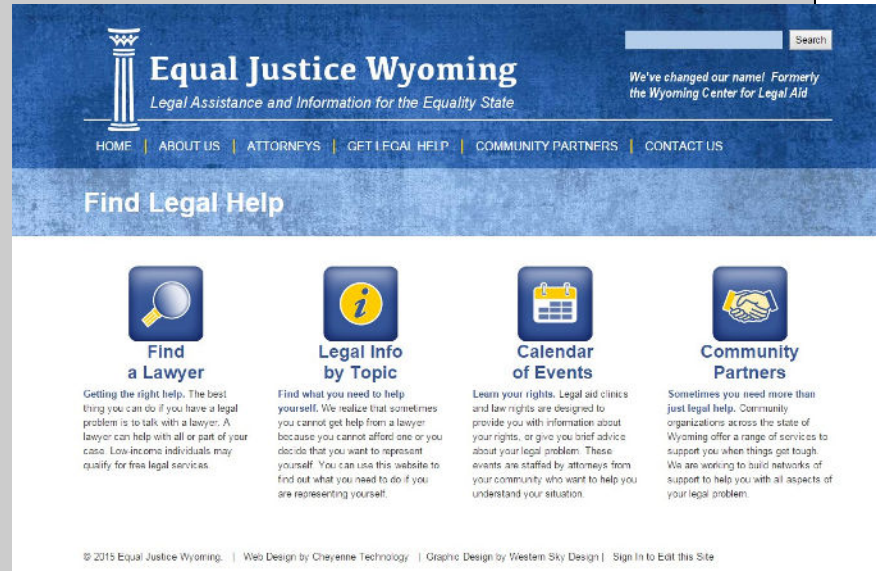 Search
Equal Justice Wyoming
Legal Assistance and Information for the Equality State
We've changed our name! Formerly
the Wyoming Center for Legal Aid
HOME | ABOUT US | ATTORNEYS | GET LEGAL HELP | COMMUNITY PARTNERS | CONTACT US
Find Legal Help
Find
a Lawyer
Getting the right help. The best
thing you can do if you have a legal
problem is to talk with a lawyer. A
lawyer can help with all or part of your
case. Low-income individuals may
qualify for free legal services.
Legal Info
by Topic
Find what you need to help
yourself. We realize that sometimes
you cannot get help from a lawyer
because you cannot afford one or you
decide that you want to represent
yourself. You can use this website to
find out what you need to do if you
are representing yourself.
Calendar
of Events
Learn your rights. Legal aid clinics
and law nights are designed to
provide you with information about
your rights, or give you brief advice
about your legal problem. These
events are staffed by attorneys from
your community who want to help you
understand your situation.
Community
Partners
Sometimes you need more than
just legal help. Community
organizations across the state of
Wyoming offer a range of services to
support you when things get tough.
We are working to build networks of
support to help you with all aspects of
your legal problem.
© 2015 Equal Justice Wyoming. | Web Design by Cheyenne Technology | Graphic Design by Western Sky Design | Sign In to Edit this Site